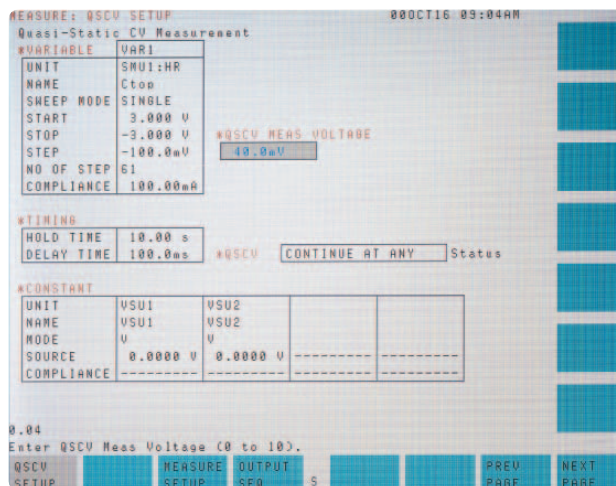 MEASURE: QSCV SETUP 00OCT16 09:04AM
Quasi-Static CV Measurement
*VARIABLE VAR1
UNIT SMU1:HR
NAME Ctop
SWEEP MODE SINGLE
START 3.000 V
STOP -3.000 V *QSCV MEAS VOLTAGE
STEP -100.0mV 40.0mV
NO OF STEP 61
COMPLIANCE 100.00mA
*TIMING
HOLD TIME 10.00 s
DELAY TIME 100.0ms *QSCV CONTINUE AT ANY Status
*CONSTANT
UNIT VSU1 VSU2
NAME VSU1 VSU2
MODE V V
SOURCE 0.0000 V 0.0000 V --------- ---------
COMPLIANCE --------- --------- --------- ---------
0.04
Enter QSCV Meas Voltage (0 to 10).
QSCV SETUP MEASURE SETUP OUTPUT SEQ S PREV PAGE NEXT PAGE